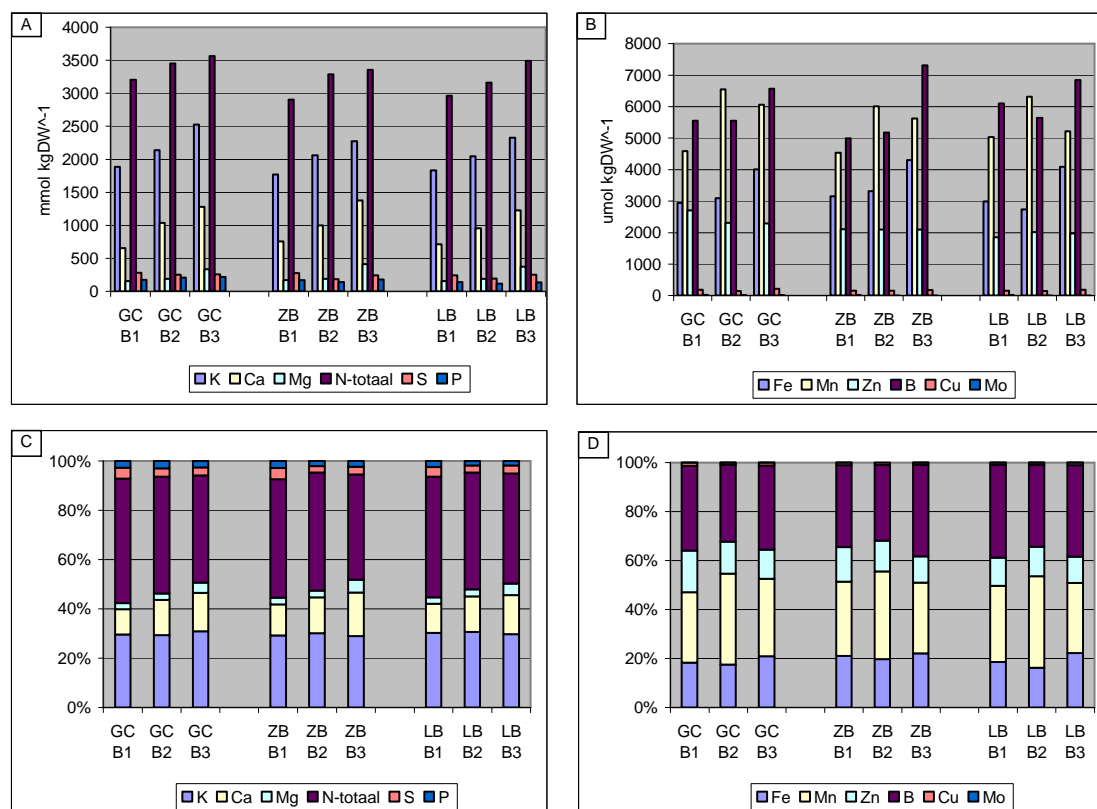 A
4000
3500
3000
2500
2000
1500
1000
500
0
mmol kgDW^-1
GC B1 GC B2 GC B3 ZB B1 ZB B2 ZB B3 LB B1 LB B2 LB B3
K Ca Mg N-totaal S P
B
8000
7000
6000
5000
4000
3000
2000
1000
0
umol kgDW^-1
GC B1 GC B2 GC B3 ZB B1 ZB B2 ZB B3 LB B1 LB B2 LB B3
Fe Mn Zn B Cu Mo
C
100%
80%
60%
40%
20%
0%
GC B1 GC B2 GC B3 ZB B1 ZB B2 ZB B3 LB B1 LB B2 LB B3
K Ca Mg N-totaal S P
D
100%
80%
60%
40%
20%
0%
GC B1 GC B2 GC B3 ZB B1 ZB B2 ZB B3 LB B1 LB B2 LB B3
Fe Mn Zn B Cu Mo